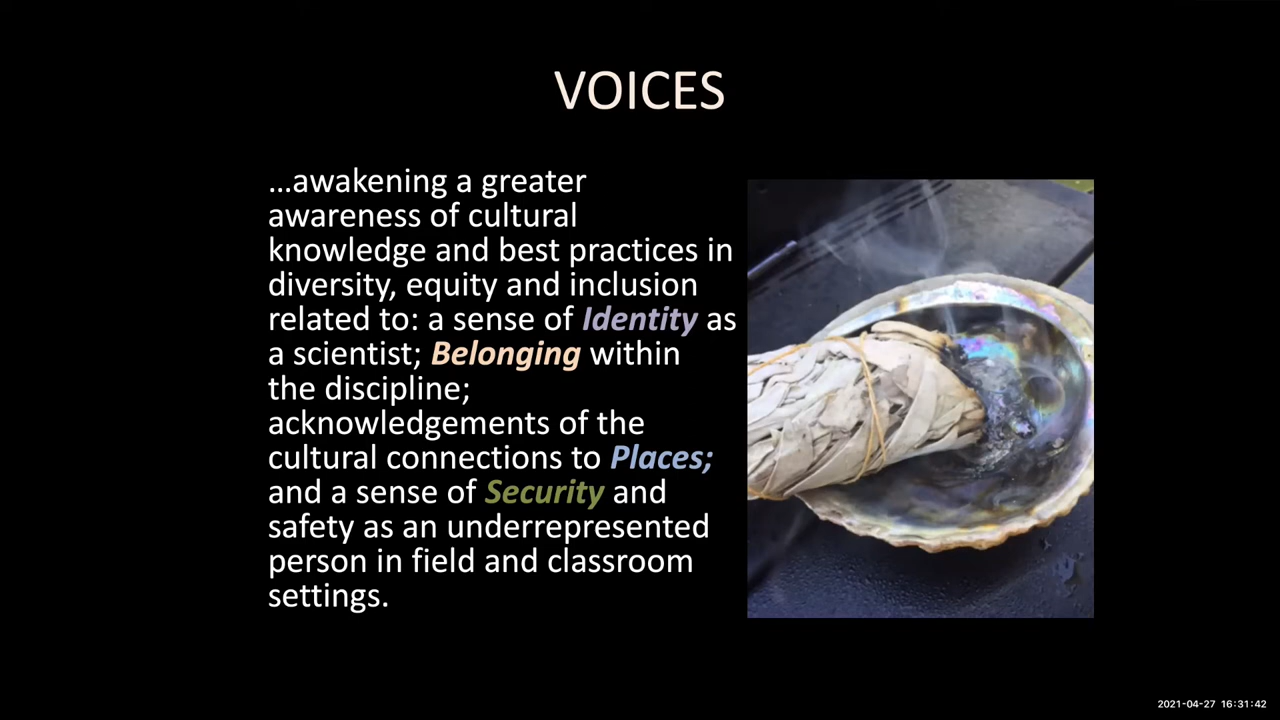 VOICES
...awakening a greater
awareness of cultural
knowledge and best practices in
diversity, equity and inclusion
related to: a sense of Identity as
a scientist; Belonging within
the discipline;
acknowledgements of the
cultural connections to Places;
and a sense of Security and
safety as an underrepresented
person in field and classroom
settings.
2021-04-27 16:31:42